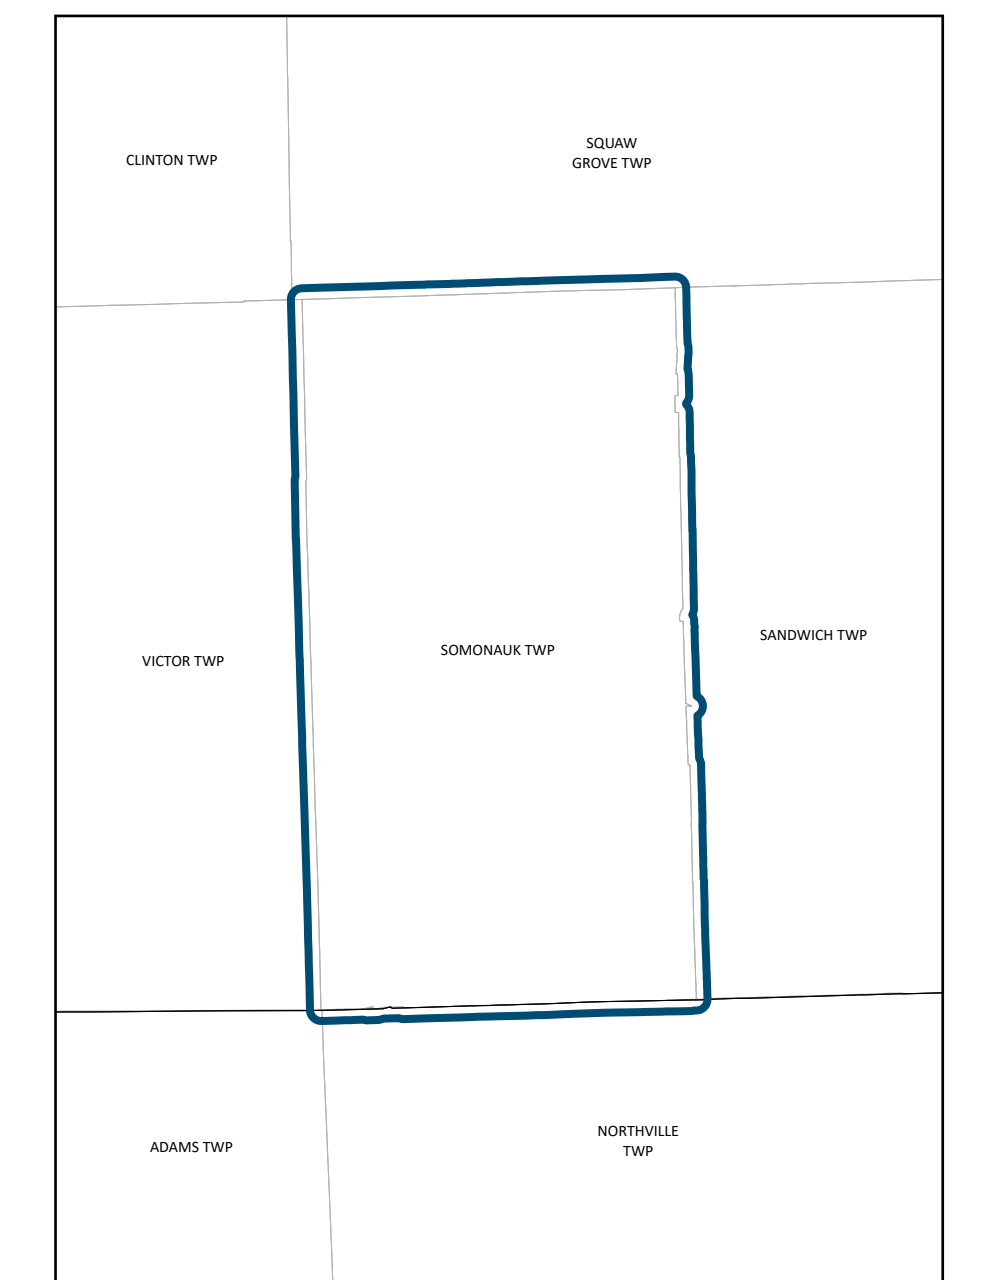 SQUAW
GROVE TWP
CLINTON TWP
SANDWICH TWP
SOMONAUK TWP
VICTOR TWP
NORTHVILLE
TWP
ADAMS TWP